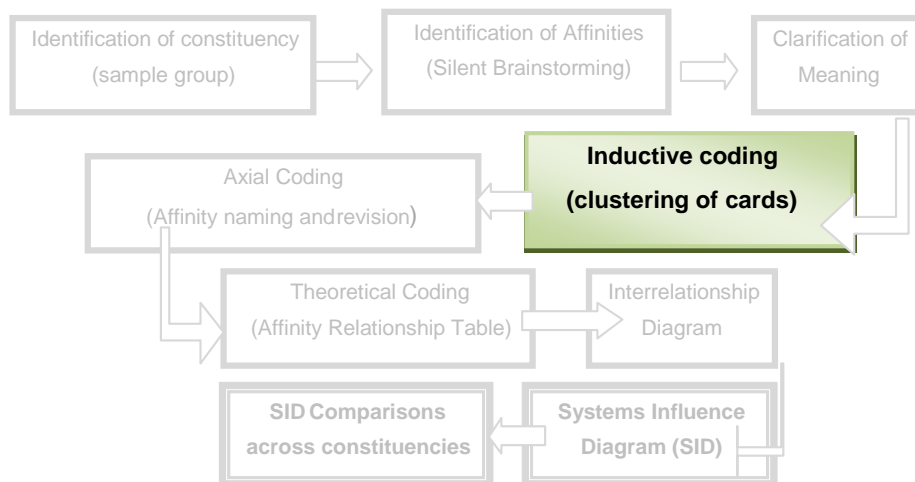 Identification of constituency
(sample group)
Identification of Affinities
(Silent Brainstorming)
Clarification of
Meaning
Inductive coding
(clustering of cards)
Axial Coding
(Affinity naming andrevision)
Theoretical Coding
(Affinity Relationship Table)
Interrelationship
Diagram
SID Comparisons
across constituencies
Systems Influence
Diagram (SID)